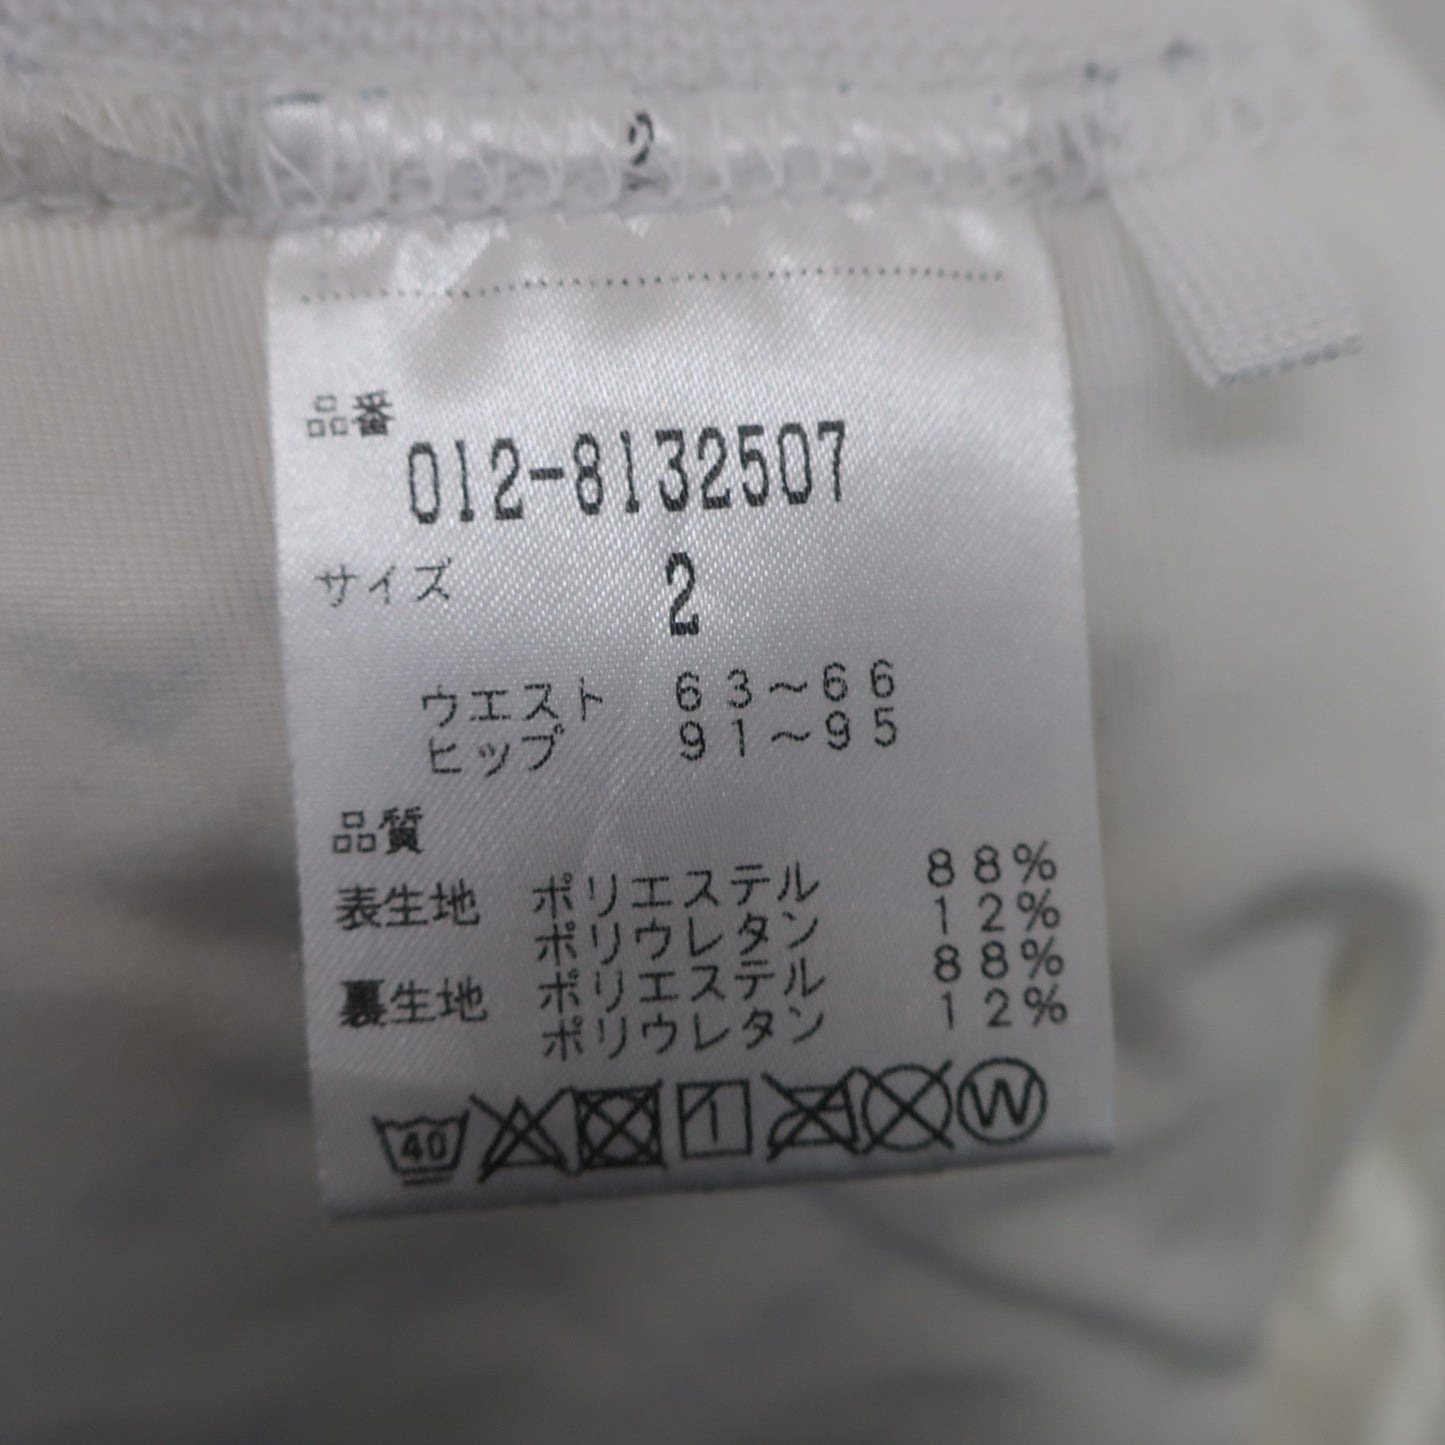 2
品番
012-8132507
サイズ 2
ウエスト 63～66
ヒップ 91～95
品質
表生地 ポリエステル 88%
ポリウレタン 12%
裏生地 ポリエステル 88%
ポリウレタン 12%
40 W